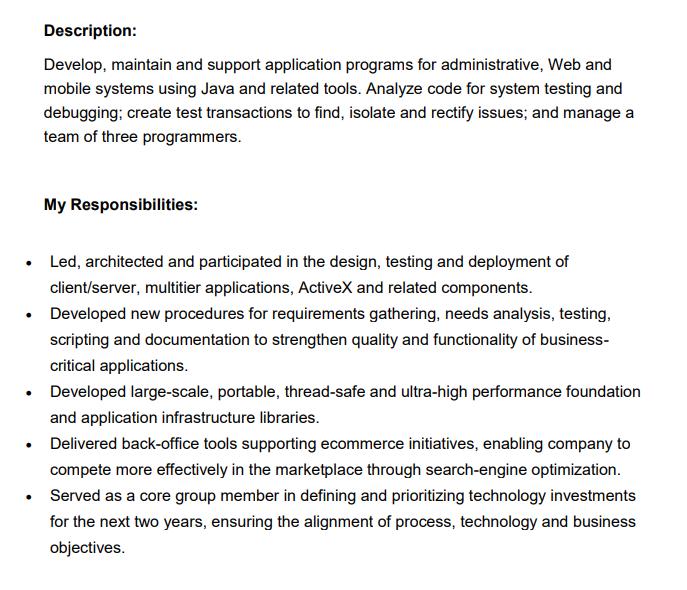 Description:
Develop, maintain and support application programs for administrative, Web and
mobile systems using Java and related tools. Analyze code for system testing and
debugging; create test transactions to find, isolate and rectify issues; and manage a
team of three programmers.
My Responsibilities:
• Led, architected and participated in the design, testing and deployment of
client/server, multitier applications, ActiveX and related components.
• Developed new procedures for requirements gathering, needs analysis, testing,
scripting and documentation to strengthen quality and functionality of business-
critical applications.
• Developed large-scale, portable, thread-safe and ultra-high performance foundation
and application infrastructure libraries.
• Delivered back-office tools supporting ecommerce initiatives, enabling company to
compete more effectively in the marketplace through search-engine optimization.
• Served as a core group member in defining and prioritizing technology investments
for the next two years, ensuring the alignment of process, technology and business
objectives.